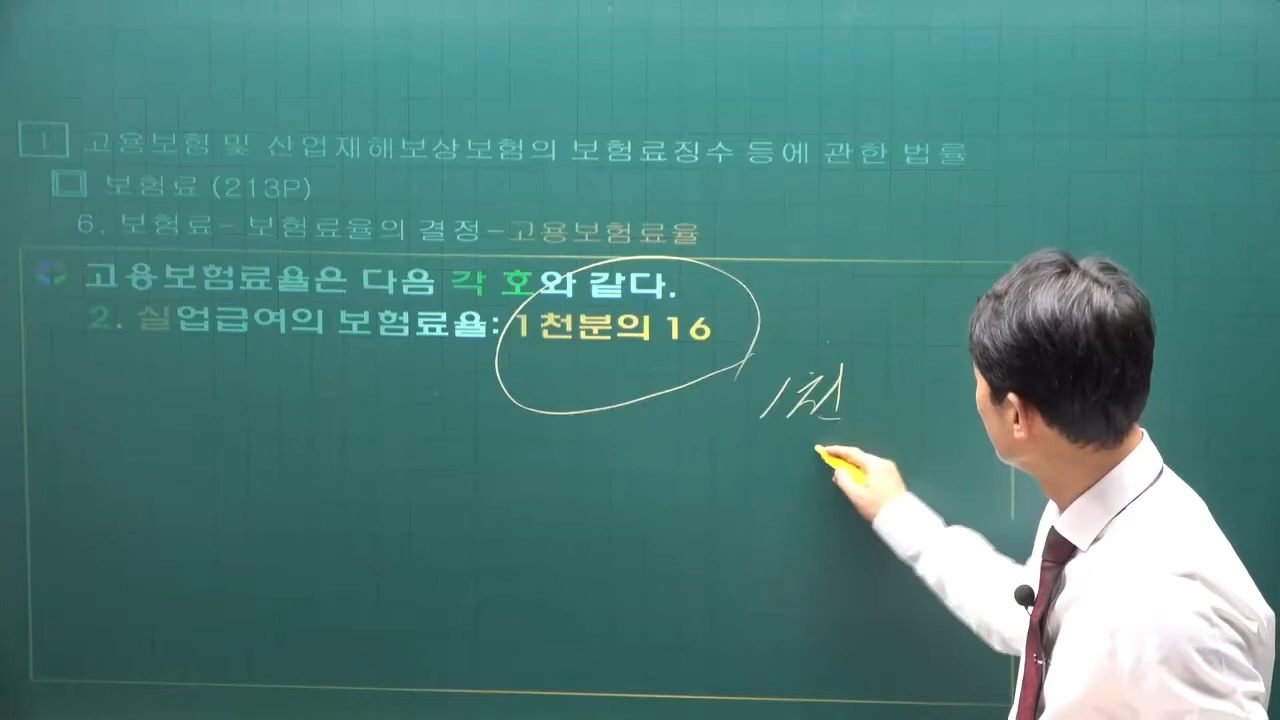 1 고용보험 및 산업재해보상보험의 보험료징수 등에 관한 법률
보험료 (213P)
6. 보험료-보험료율의 결정-고용보험료율
고용보험료율은 다음 각 호와 같다.
2. 실업급여의 보험료율: 1천분의 16
1천